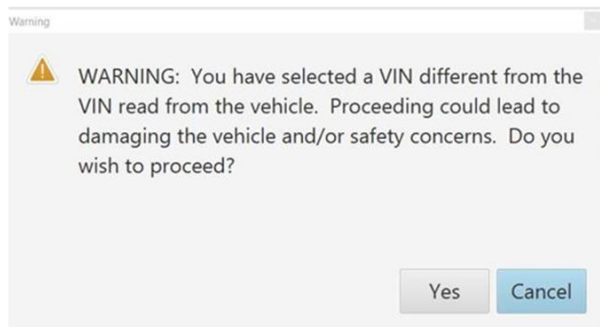 Warning
WARNING: You have selected a VIN different from the
VIN read from the vehicle. Proceeding could lead to
damaging the vehicle and/or safety concerns. Do you
wish to proceed?
Yes
Cancel